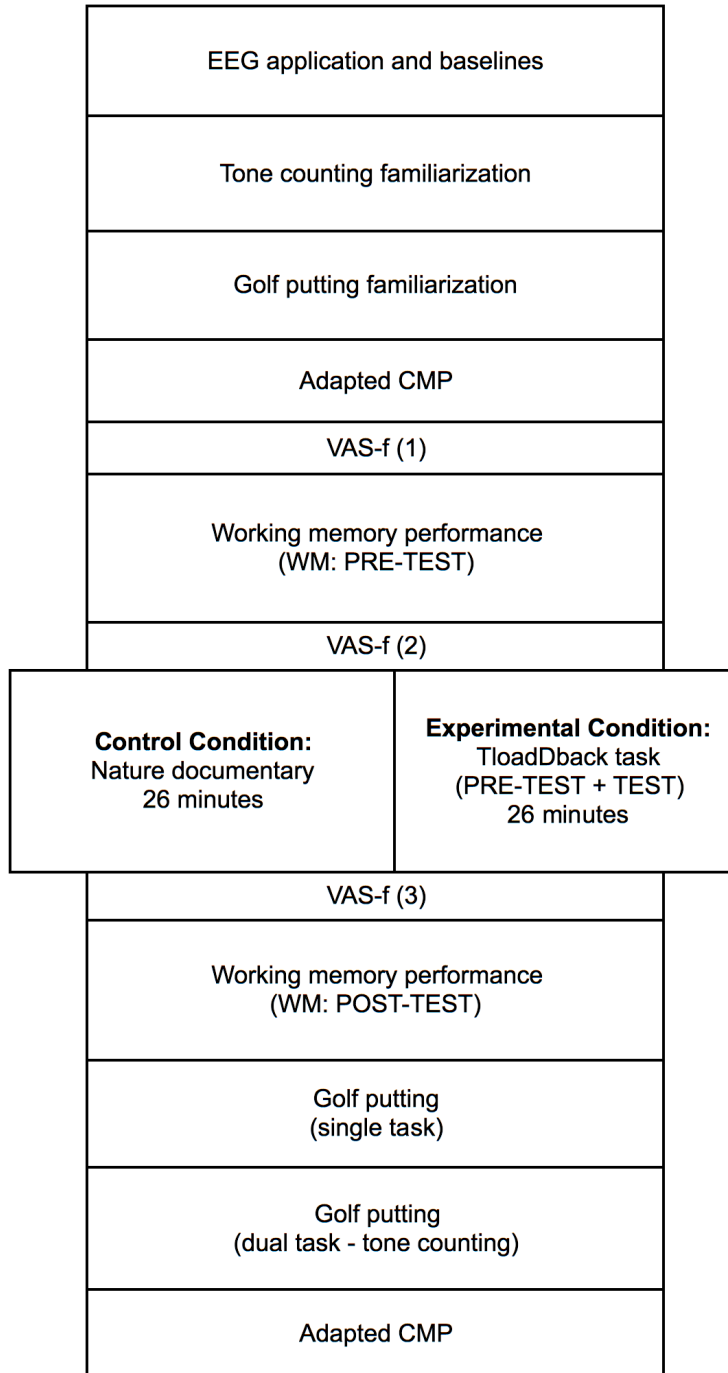 EEG application and baselines
Tone counting familiarization
Golf putting familiarization
Adapted CMP
VAS-f (1)
Working memory performance
(WM: PRE-TEST)
VAS-f (2)
Control Condition:
Nature documentary
26 minutes
Experimental Condition:
TloadDback task
(PRE-TEST + TEST)
26 minutes
VAS-f (3)
Working memory performance
(WM: POST-TEST)
Golf putting
(single task)
Golf putting
(dual task - tone counting)
Adapted CMP